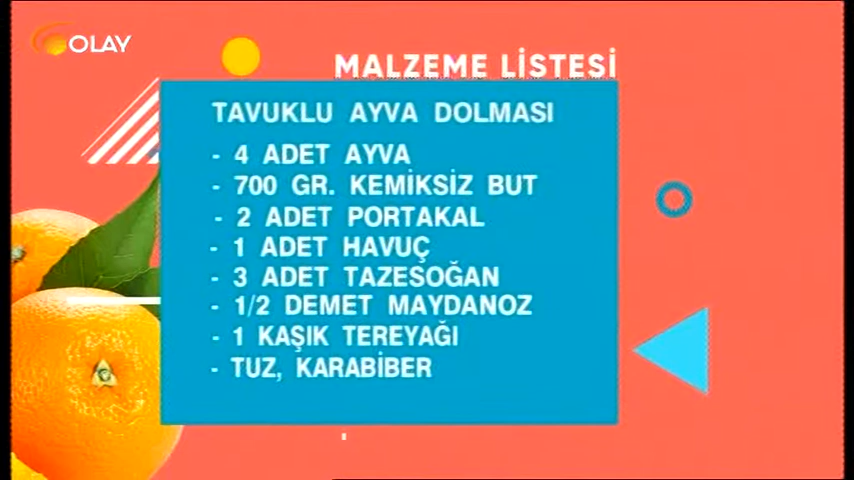 OLAY
MALZEME LİSTESİ
TAVUKLU AYVA DOLMASI
- 4 ADET AYVA
- 700 GR. KEMİKSİZ BUT
- 2 ADET PORTAKAL
- 1 ADET HAVUÇ
- 3 ADET TAZESOĞAN
- 1/2 DEMET MAYDANOZ
- 1 KAŞIK TEREYAĞI
- TUZ, KARABİBER